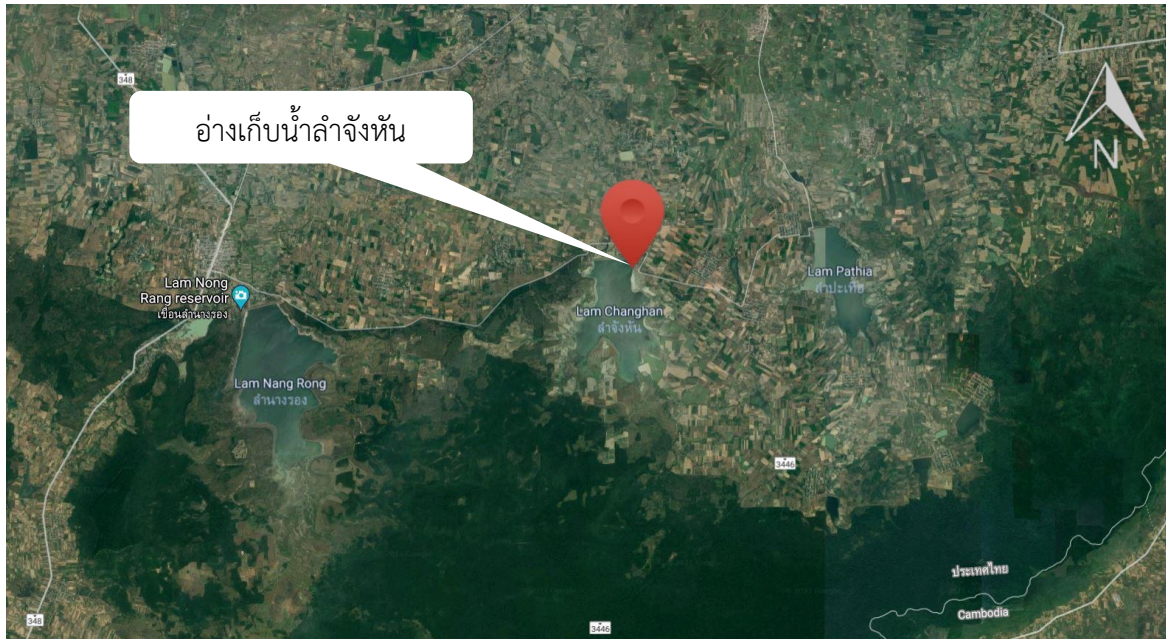 348
อ่างเก็บน้ำลำจังหัน
N
Lam Nong
Rang reservoir
เขื่อนลำนางรอง
Lam Pathia
ลำปะเทีย
Lam Changhan
ลำจังหัน
Lam Nang Rong
ลำนางรอง
3446
ประเทศไทย
Cambodia
348
3446